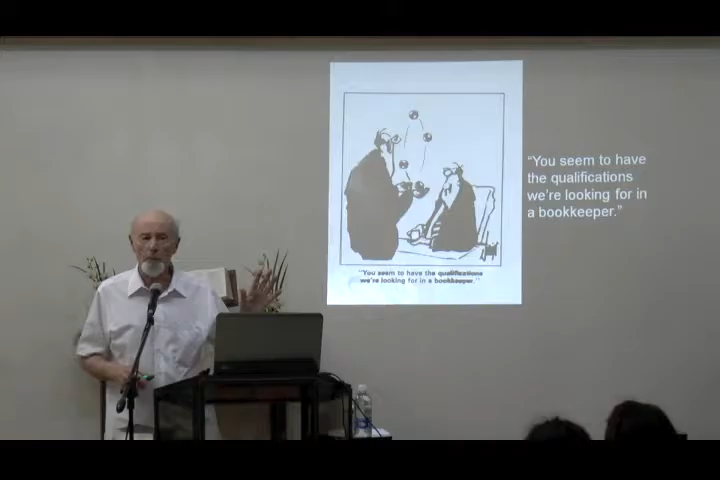 "You seem to have the qualifications
we're looking for in a bookkeeper."
"You seem to have
the qualifications
we're looking for in
a bookkeeper."